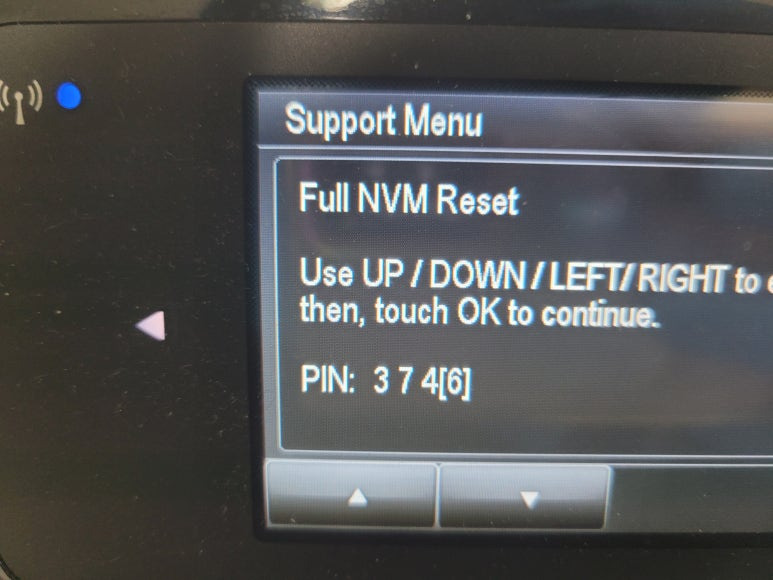 Support Menu
Full NVM Reset
Use UP / DOWN / LEFT/ RIGHT to
then, touch OK to continue.
PIN: 3 7 4[6]